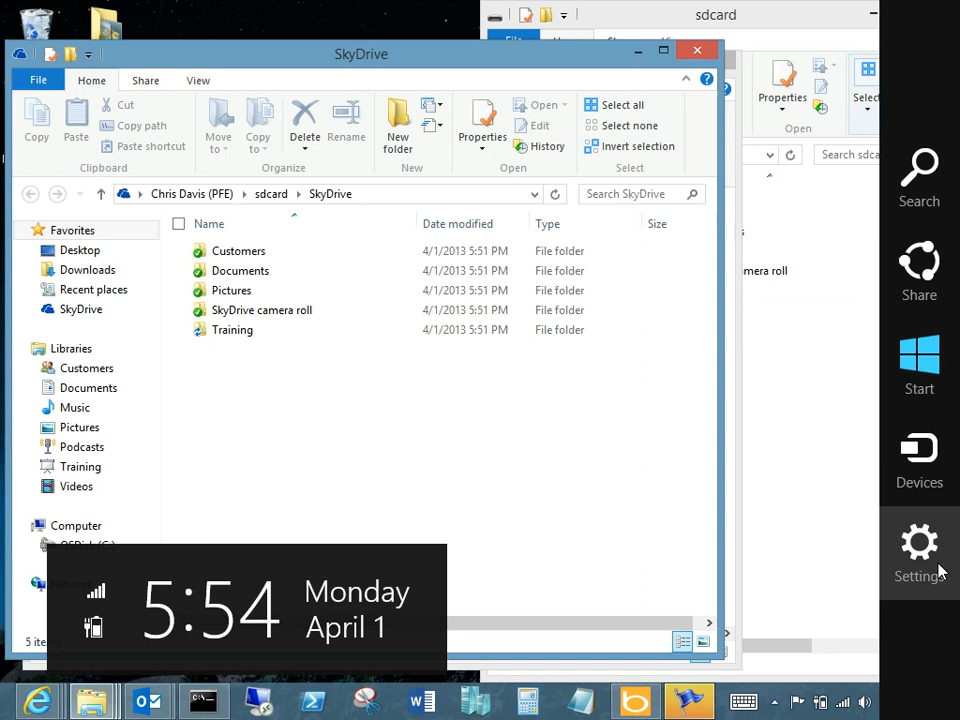 sdcard
SkyDrive
File
Home
Share
View
Copy
Paste
Cut
Copy path
Paste shortcut
Clipboard
Move to
Copy to
Delete
Rename
Organize
New folder
New
Properties
Open
Edit
History
Open
Select all
Select none
Invert selection
Select
Properties
Open
Chris Davis (PFE)
sdcard
SkyDrive
Search SkyDrive
Name
Date modified
Type
Size
Customers 4/1/2013 5:51 PM File folder
Documents 4/1/2013 5:51 PM File folder
Pictures 4/1/2013 5:51 PM File folder
SkyDrive camera roll 4/1/2013 5:51 PM File folder
Training 4/1/2013 5:51 PM File folder
Favorites
Desktop
Downloads
Recent places
SkyDrive
Libraries
Customers
Documents
Music
Pictures
Podcasts
Training
Videos
Computer
5:54
Monday
April 1
Search
Share
Start
Devices
Settings